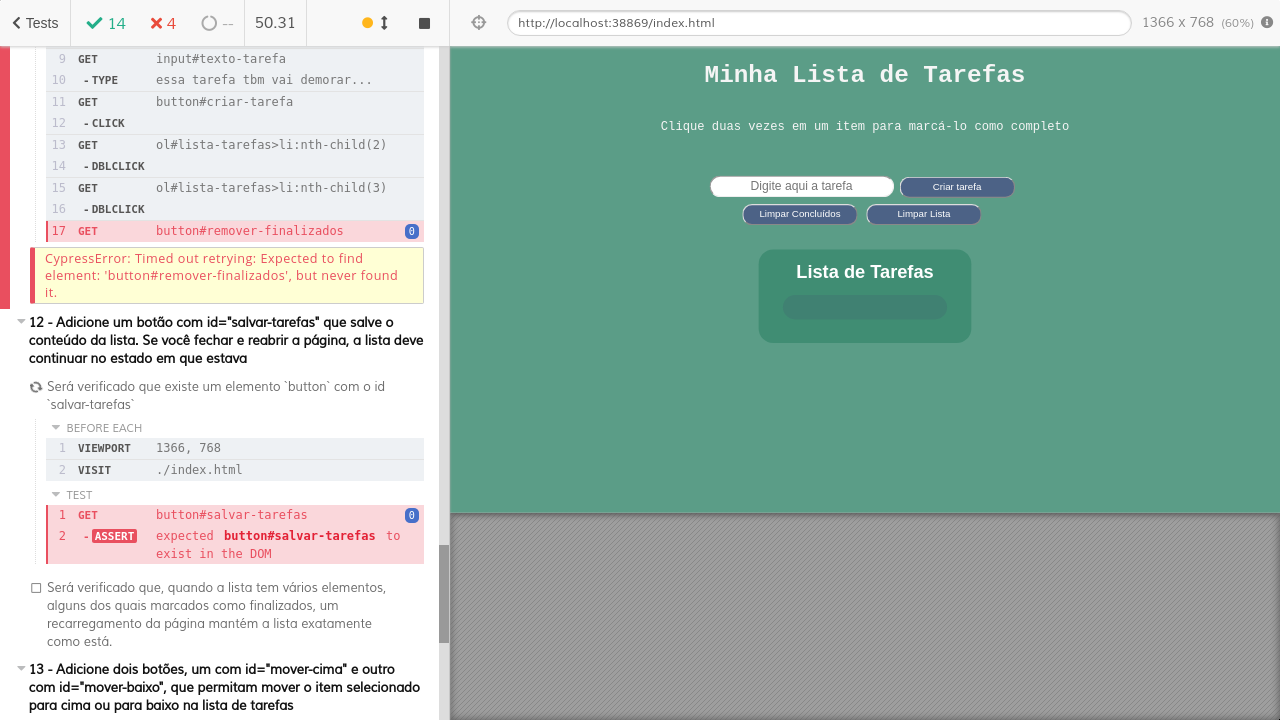 Tests 14 4 -- 50.31
http://localhost:38869/index.html 1366 x 768 (60%)
9 GET input#texto-tarefa
10 - TYPE essa tarefa tbm vai demorar...
11 GET button#criar-tarefa
12 - CLICK
13 GET ol#lista-tarefas>li:nth-child(2)
14 - DBLCLICK
15 GET ol#lista-tarefas>li:nth-child(3)
16 - DBLCLICK
17 GET button#remover-finalizados 0
CypressError: Timed out retrying: Expected to find
element: 'button#remover-finalizados', but never found
it.
12 - Adicione um botão com id="salvar-tarefas" que salve o
conteúdo da lista. Se você fechar e reabrir a página, a lista deve
continuar no estado em que estava
Será verificado que existe um elemento `button` com o id
`salvar-tarefas`
BEFORE EACH
1 VIEWPORT 1366, 768
2 VISIT ./index.html
TEST
1 GET button#salvar-tarefas 0
2 - ASSERT expected button#salvar-tarefas to
exist in the DOM
Será verificado que, quando a lista tem vários elementos,
alguns dos quais marcados como finalizados, um
recarregamento da página mantém a lista exatamente
como está.
13 - Adicione dois botões, um com id="mover-cima" e outro
com id="mover-baixo", que permitam mover o item selecionado
para cima ou para baixo na lista de tarefas
Minha Lista de Tarefas
Clique duas vezes em um item para marcá-lo como completo
Digite aqui a tarefa Criar tarefa
Limpar Concluídos Limpar Lista
Lista de Tarefas